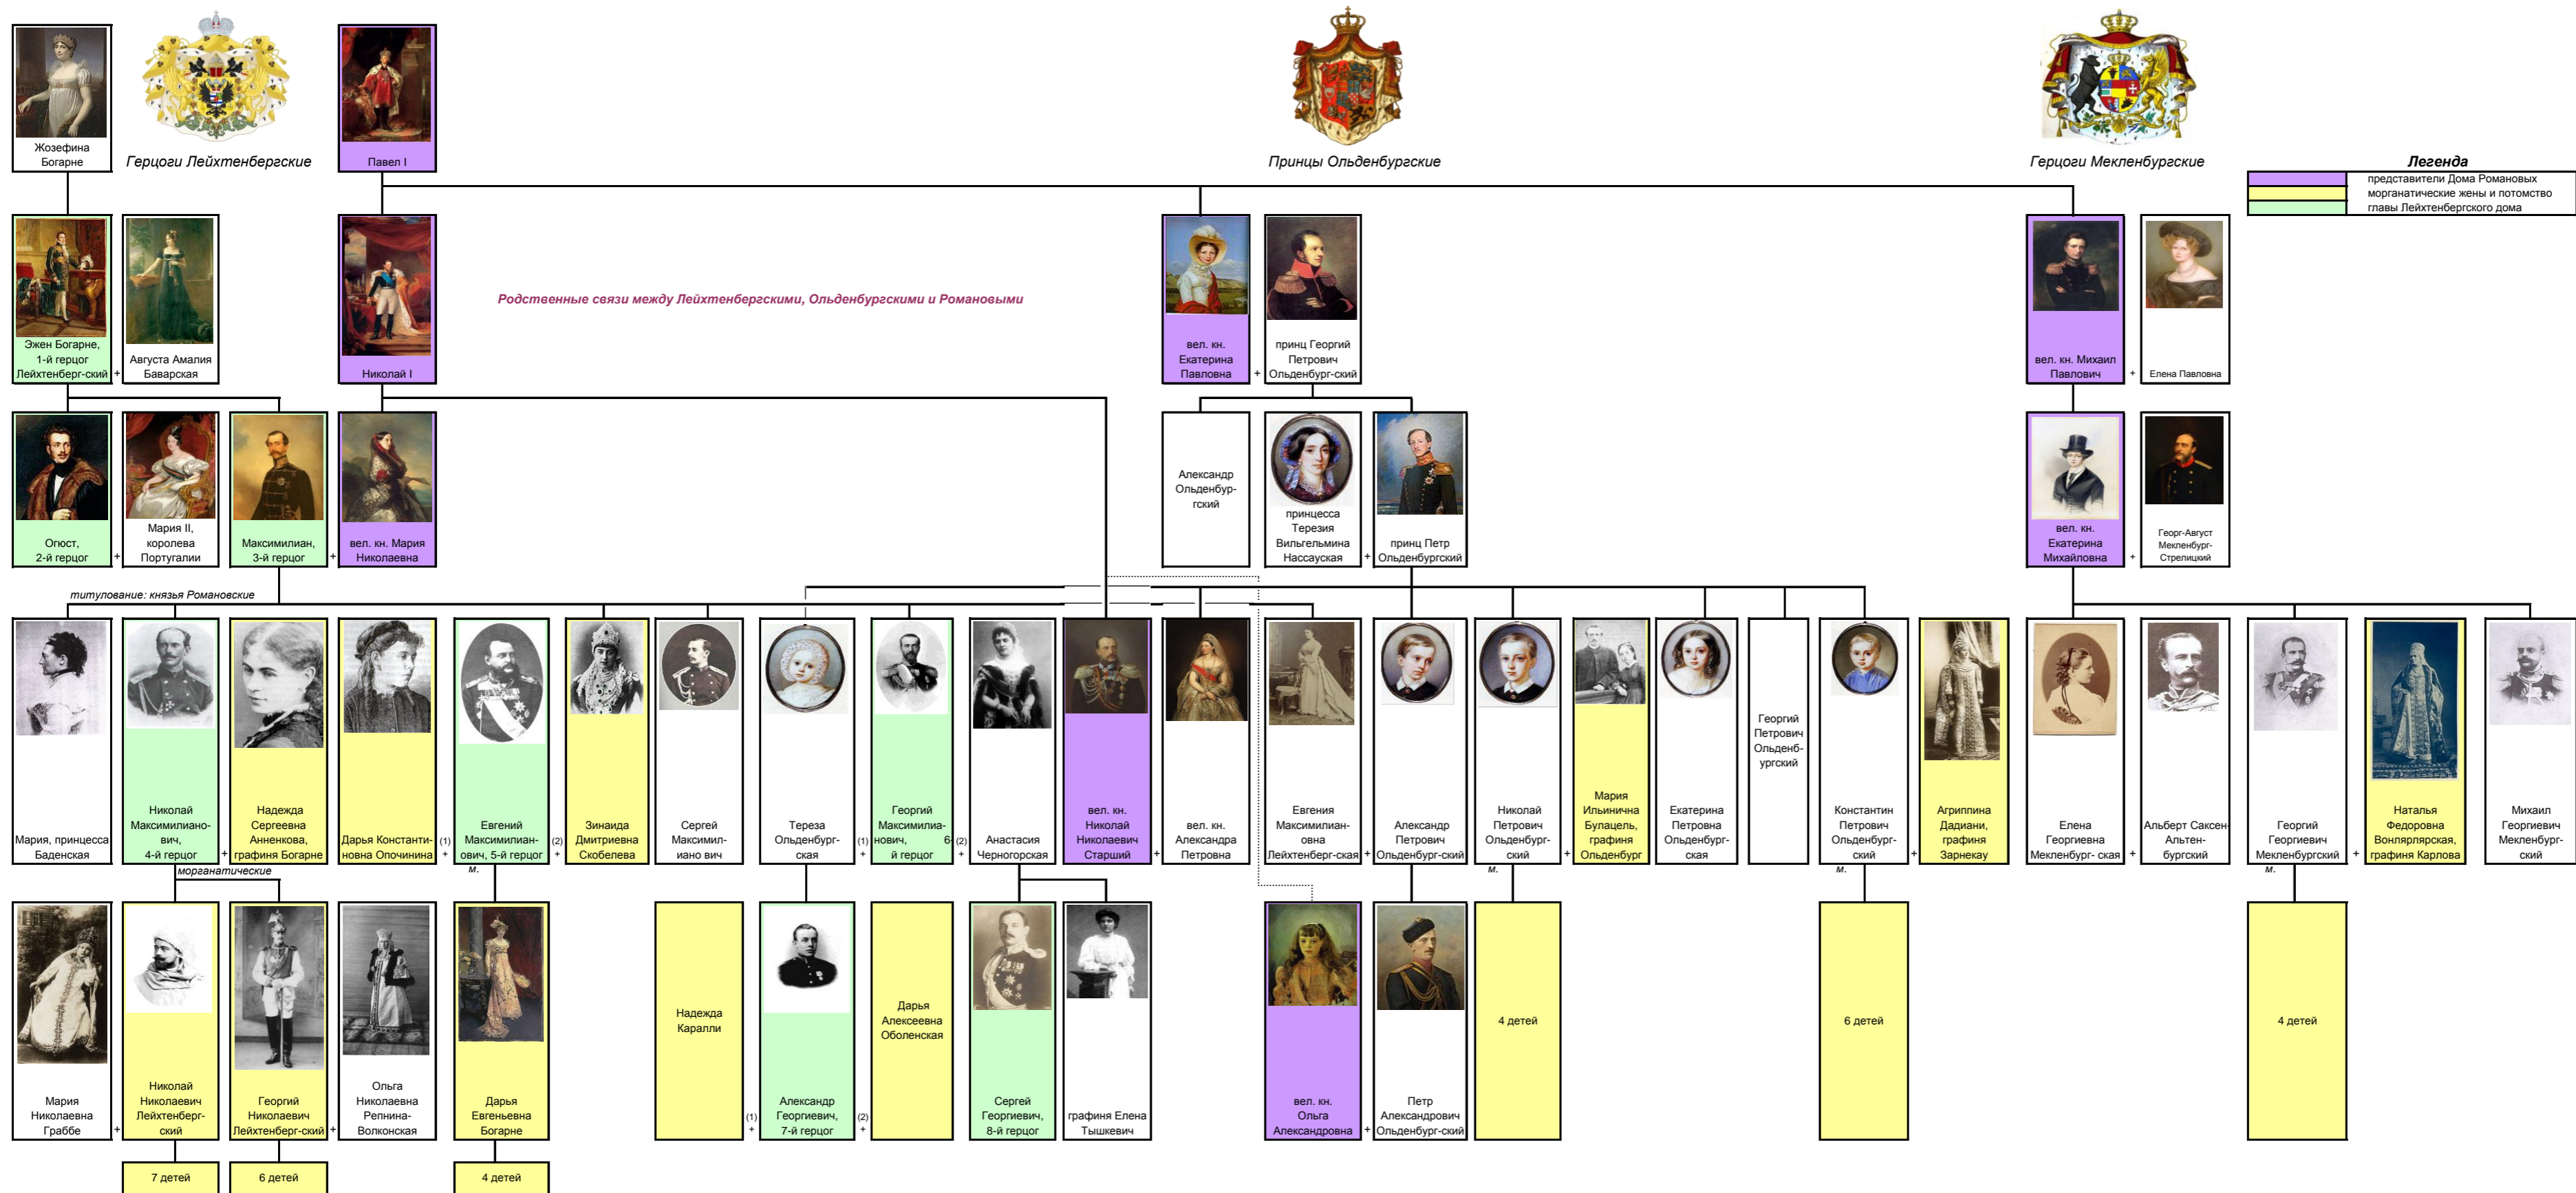 Жозефина
Богарне
Герцоги Лейхтенбергские
Павел I
Принцы Ольденбургские
Герцоги Мекленбургские
Легенда
представители Дома Романовых
морганатические жены и потомство
главы Лейхтенбергского дома
Эжен Богарне,
1-й герцог
Лейхтенберг-ский
+
Августа Амалия
Баварская
Николай I
Родственные связи между Лейхтенбергскими, Ольденбургскими и Романовыми
вел. кн.
Екатерина
Павловна
+
принц Георгий
Петрович
Ольденбург-ский
вел. кн. Михаил
Павлович
+
Елена Павловна
Огюст,
2-й герцог
+
Мария II,
королева
Португалии
Максимилиан,
3-й герцог
+
вел. кн. Мария
Николаевна
Александр
Ольденбур-
гский
принцесса
Терезия
Вильгельмина
Нассауская
+
принц Петр
Ольденбургский
вел. кн.
Екатерина
Михайловна
+
Георг-Август
Мекленбург-
Стрелицкий
титулование: князья Романовские
Мария, принцесса
Баденская
Николай
Максимилиано-
вич,
4-й герцог
+
Надежда
Сергеевна
Анненкова,
графиня Богарне
Дарья Константи-
новна Опочинина
(1)
+
Евгений
Максимилиан-
ович, 5-й герцог
(2)
+
Зинаида
Дмитриевна
Скобелева
Сергей
Максимил-
иано вич
Тереза
Ольденбург-
ская
(1)
+
Георгий
Максимилиа-
нович, 6-
й герцог
(2)
+
Анастасия
Черногорская
вел. кн.
Николай
Николаевич
Старший
+
вел. кн.
Александра
Петровна
Евгения
Максимилиан-
овна
Лейхтенберг-ская
+
Александр
Петрович
Ольденбург-ский
Николай
Петрович
Ольденбург-
ский
+
Мария
Ильинична
Булацель,
графиня
Ольденбург
Екатерина
Петровна
Ольденбург-
ская
Георгий
Петрович
Ольденб-
ургский
Константин
Петрович
Ольденбург-
ский
+
Агриппина
Дадиани,
графиня
Зарнекау
Елена
Георгиевна
Мекленбург- ская
+
Альберт Саксен-
Альтен-
бургский
Георгий
Георгиевич
Мекленбургский
+
Наталья
Федоровна
Вонлярлярская,
графиня Карлова
Михаил
Георгиевич
Мекленбург-
ский
морганатические
м.
м.
м.
м.
Мария
Николаевна
Граббе
+
Николай
Николаевич
Лейхтенберг-
ский
Георгий
Николаевич
Лейхтенберг-ский
+
Ольга
Николаевна
Репнина-
Волконская
Дарья
Евгеньевна
Богарне
Надежда
Каралли
(1)
+
Александр
Георгиевич,
7-й герцог
(2)
+
Дарья
Алексеевна
Оболенская
Сергей
Георгиевич,
8-й герцог
графиня Елена
Тышкевич
вел. кн.
Ольга
Александровна
+
Петр
Александрович
Ольденбург-ский
4 детей
6 детей
4 детей
7 детей
6 детей
4 детей